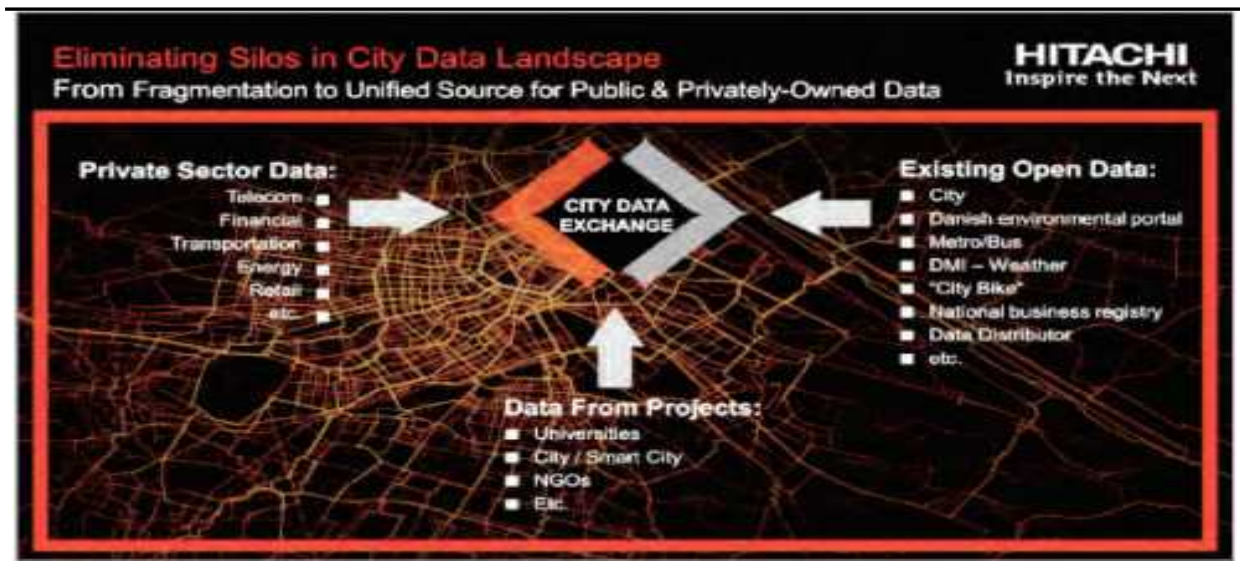 Eliminating Silos in City Data Landscape
From Fragmentation to Unified Source for Public & Privately-Owned Data
HITACHI
Inspire the Next
Private Sector Data:
Telecom
Financial
Transportation
Energy
Retail
etc.
CITY DATA
EXCHANGE
Existing Open Data:
City
Danish environmental portal
Metro/Bus
DMI – Weather
"City Bike"
National business registry
Data Distributor
etc.
Data From Projects:
Universities
City / Smart City
NGOs
Etc.